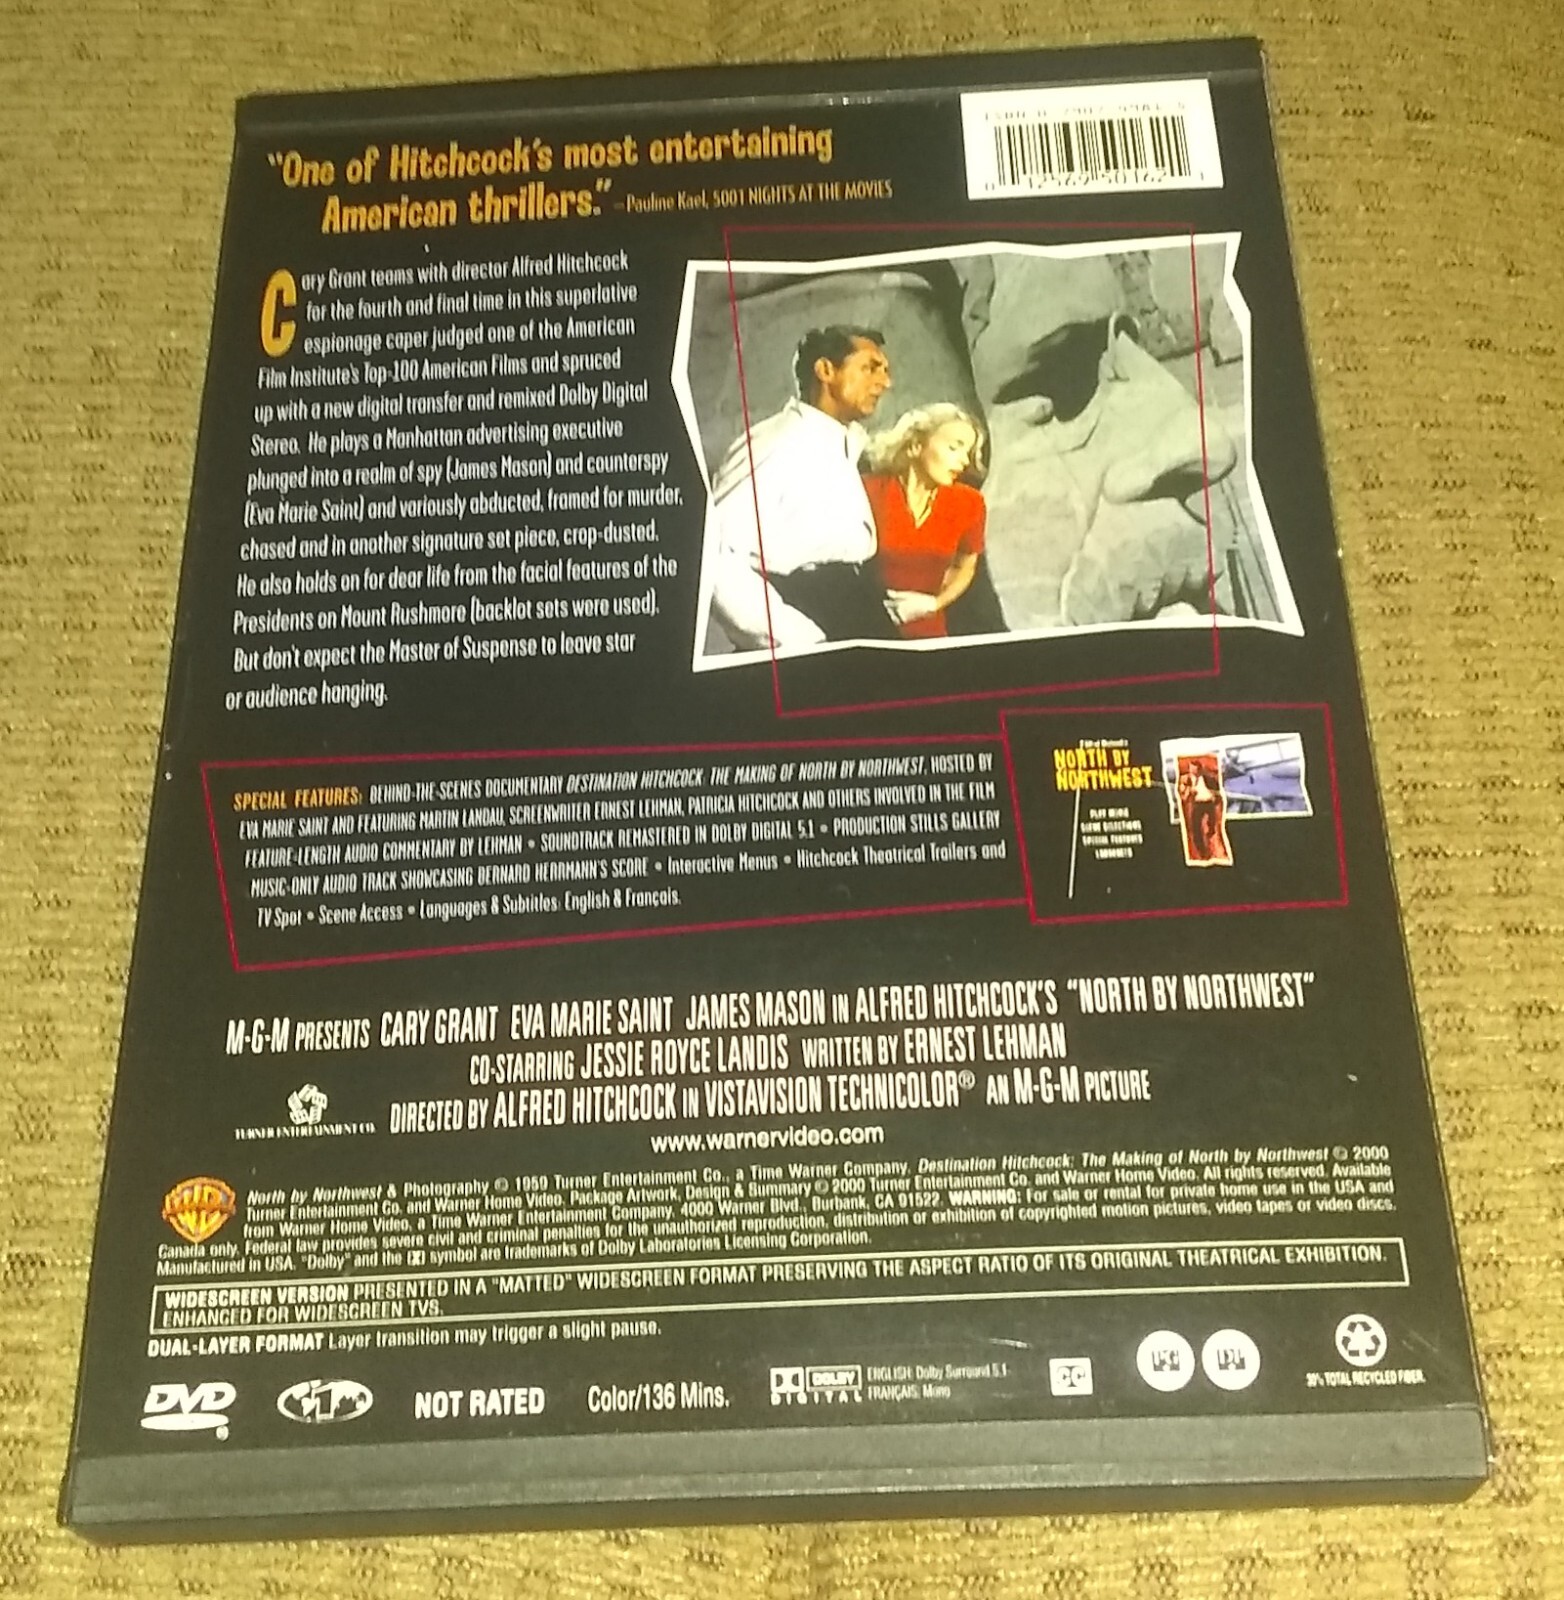 "One of Hitchcock's most entertaining
American thrillers." –Pauline Kael, 5001 NIGHTS AT THE MOVIES
Cary Grant teams with director Alfred Hitchcock
for the fourth and final time in this superlative
espionage caper judged one of the American
Film Institute's Top-100 American Films and spruced
up with a new digital transfer and remixed Dolby Digital
Stereo. He plays a Manhattan advertising executive
plunged into a realm of spy (James Mason) and counterspy
(Eva Marie Saint) and variously abducted, framed for murder,
chased and in another signature set piece, crop-dusted.
He also holds on for dear life from the facial features of the
Presidents on Mount Rushmore (backlot sets were used).
But don't expect the Master of Suspense to leave star
or audience hanging.
SPECIAL FEATURES: BEHIND-THE-SCENES DOCUMENTARY DESTINATION HITCHCOCK: THE MAKING OF NORTH BY NORTHWEST, HOSTED BY
EVA MARIE SAINT AND FEATURING MARTIN LANDAU, SCREENWRITER ERNEST LEHMAN, PATRICIA HITCHCOCK AND OTHERS INVOLVED IN THE FILM
FEATURE-LENGTH AUDIO COMMENTARY BY LEHMAN • SOUNDTRACK REMASTERED IN DOLBY DIGITAL 5.1 • PRODUCTION STILLS GALLERY
MUSIC-ONLY AUDIO TRACK SHOWCASING BERNARD HERRMANN'S SCORE • Interactive Menus • Hitchcock Theatrical Trailers and
TV Spot • Scene Access • Languages & Subtitles: English & Français.
NORTH BY
NORTHWEST
PLAY MOVIE
SCENE SELECTIONS
SPECIAL FEATURES
LANGUAGES
M-G-M PRESENTS CARY GRANT EVA MARIE SAINT JAMES MASON IN ALFRED HITCHCOCK'S "NORTH BY NORTHWEST"
CO-STARRING JESSIE ROYCE LANDIS WRITTEN BY ERNEST LEHMAN
DIRECTED BY ALFRED HITCHCOCK IN VISTAVISION TECHNICOLOR® AN M-G-M PICTURE
TURNER ENTERTAINMENT CO.
www.warnervideo.com
North by Northwest & Photography © 1959 Turner Entertainment Co., a Time Warner Company. Destination Hitchcock: The Making of North by Northwest © 2000
Turner Entertainment Co. and Warner Home Video. Package Artwork, Design & Summary © 2000 Turner Entertainment Co. and Warner Home Video. All rights reserved. Available
from Warner Home Video, a Time Warner Entertainment Company, 4000 Warner Blvd., Burbank, CA 91522. WARNING: For sale or rental for private home use in the USA and
Canada only. Federal law provides severe civil and criminal penalties for the unauthorized reproduction, distribution or exhibition of copyrighted motion pictures, video tapes or video discs.
Manufactured in USA. "Dolby" and the symbol are trademarks of Dolby Laboratories Licensing Corporation.
WIDESCREEN VERSION PRESENTED IN A "MATTED" WIDESCREEN FORMAT PRESERVING THE ASPECT RATIO OF ITS ORIGINAL THEATRICAL EXHIBITION.
ENHANCED FOR WIDESCREEN TVS.
DUAL-LAYER FORMAT Layer transition may trigger a slight pause.
DVD
NOT RATED
Color/136 Mins.
DOLBY
DIGITAL
ENGLISH: Dolby Surround 5.1
FRANÇAIS: Mono
CC
TOTAL RECYCLED FIBER